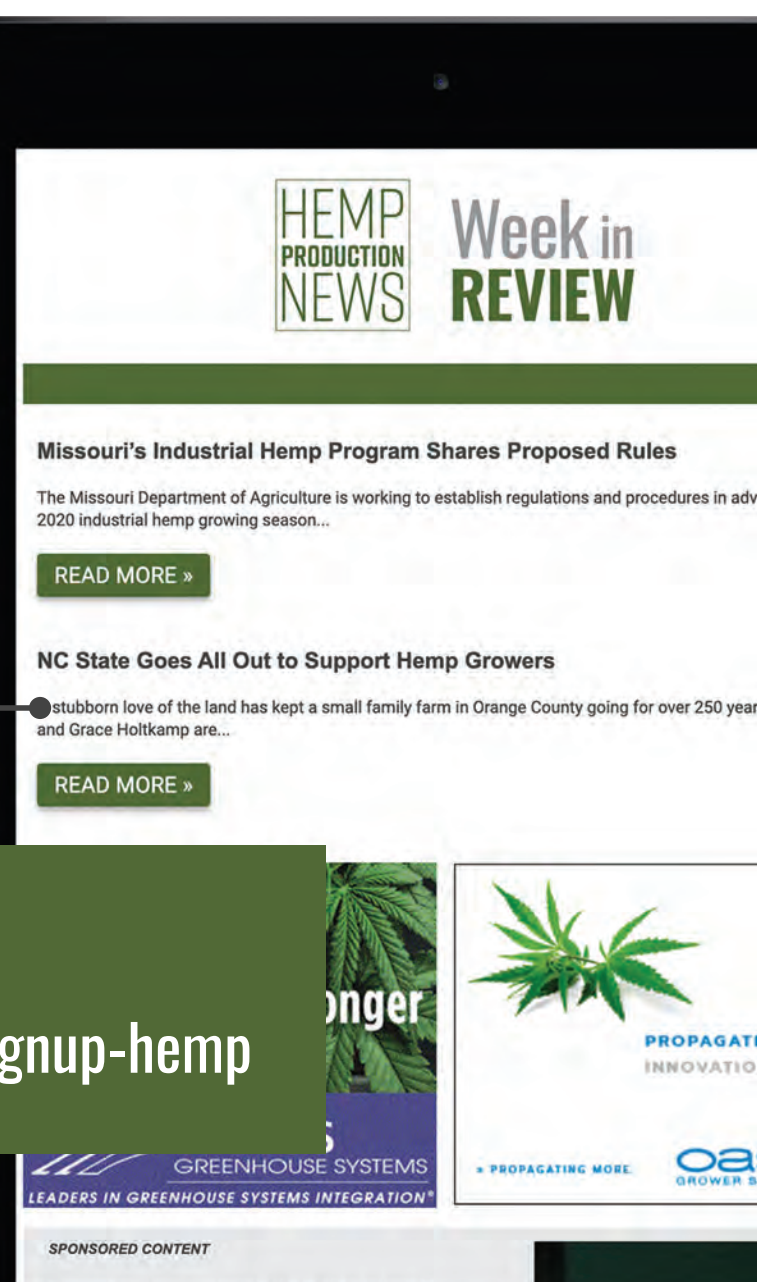 HEMP
PRODUCTION
NEWS
Week in
REVIEW
Missouri's Industrial Hemp Program Shares Proposed Rules
The Missouri Department of Agriculture is working to establish regulations and procedures in adv
2020 industrial hemp growing season...
READ MORE »
NC State Goes All Out to Support Hemp Growers
stubborn love of the land has kept a small family farm in Orange County going for over 250 year
and Grace Holtkamp are...
READ MORE »
onger
gnup-hemp
S
GREENHOUSE SYSTEMS
LEADERS IN GREENHOUSE SYSTEMS INTEGRATION®
PROPAGATI
INNOVATIO
» PROPAGATING MORE.
oas
GROWER S
SPONSORED CONTENT